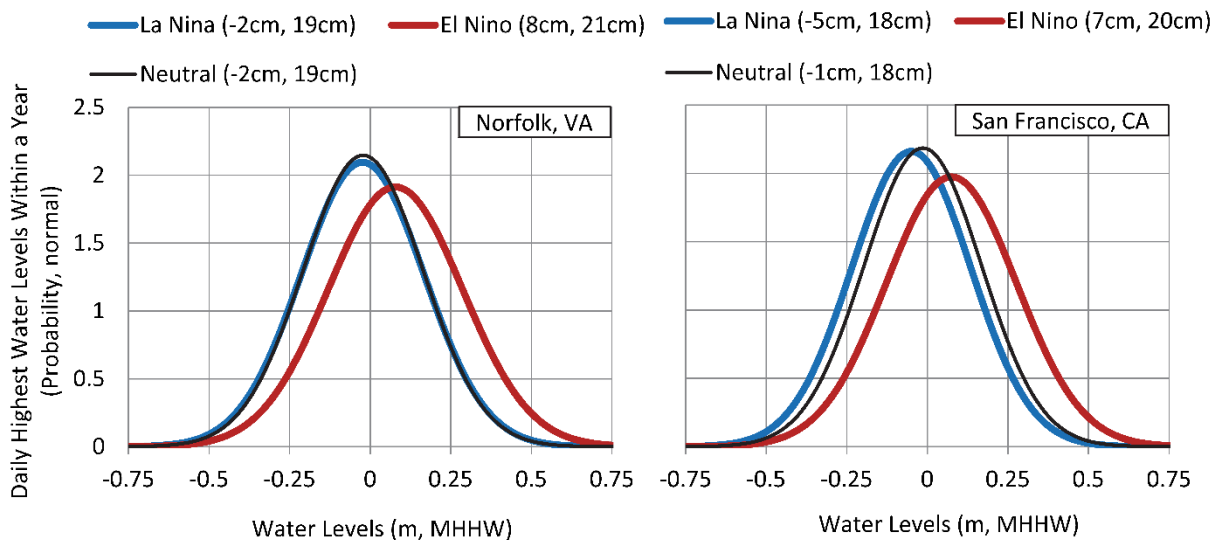 La Nina (-2cm, 19cm) El Nino (8cm, 21cm)
Neutral (-2cm, 19cm)
La Nina (-5cm, 18cm) El Nino (7cm, 20cm)
Neutral (-1cm, 18cm)
Daily Highest Water Levels Within a Year
(Probability, normal)
2.5
2
1.5
1
0.5
0
Norfolk, VA
-0.75 -0.5 -0.25 0 0.25 0.5 0.75
Water Levels (m, MHHW)
San Francisco, CA
-0.75 -0.5 -0.25 0 0.25 0.5 0.75
Water Levels (m, MHHW)